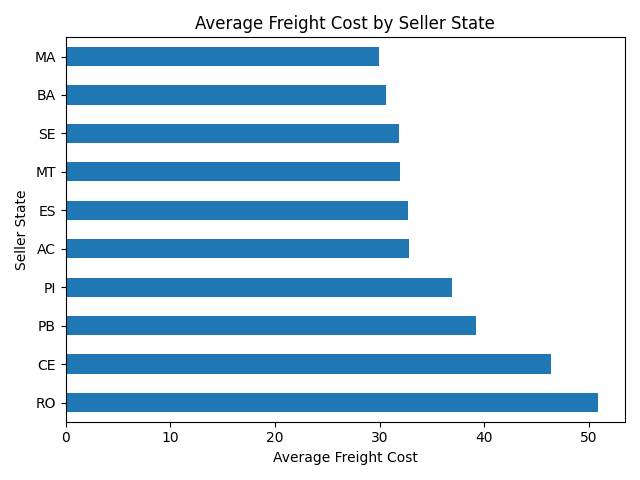 Average Freight Cost by Seller State
MA
BA
SE
MT
ES
AC
PI
PB
CE
RO
Seller State
0 10 20 30 40 50
Average Freight Cost